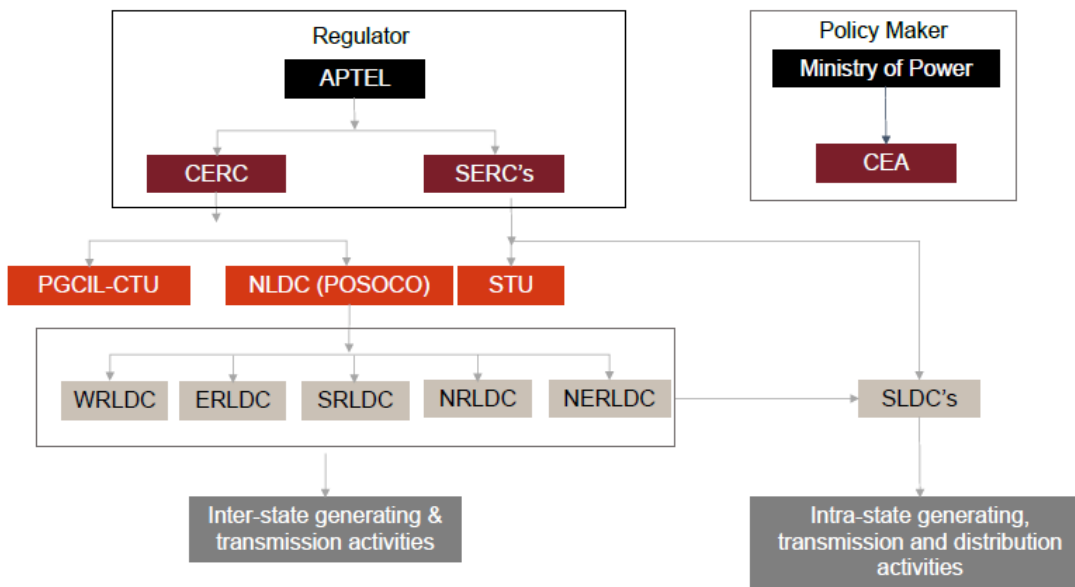 Regulator
APTEL
CERC
SERC's
Policy Maker
Ministry of Power
CEA
PGCIL-CTU
NLDC (POSOCO)
STU
WRLDC
ERLDC
SRLDC
NRLDC
NERLDC
SLDC's
Inter-state generating &
transmission activities
Intra-state generating,
transmission and distribution
activities